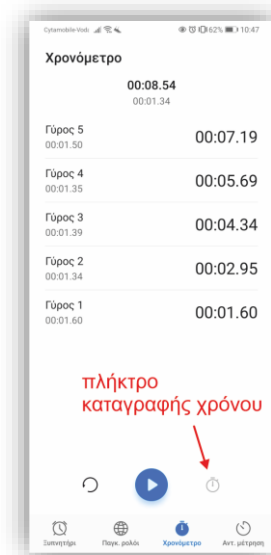 Cytamobile-Voda 62% 10:47
Χρονόμετρο
00:08.54
00:01.34
Γύρος 5
00:01.50
00:07.19
Γύρος 4
00:01.35
00:05.69
Γύρος 3
00:01.39
00:04.34
Γύρος 2
00:01.34
00:02.95
Γύρος 1
00:01.60
00:01.60
πλήκτρο
καταγραφής χρόνου
Ξυπνητήρι Παγκ. ρολόι Χρονόμετρο Αντ. μέτρηση